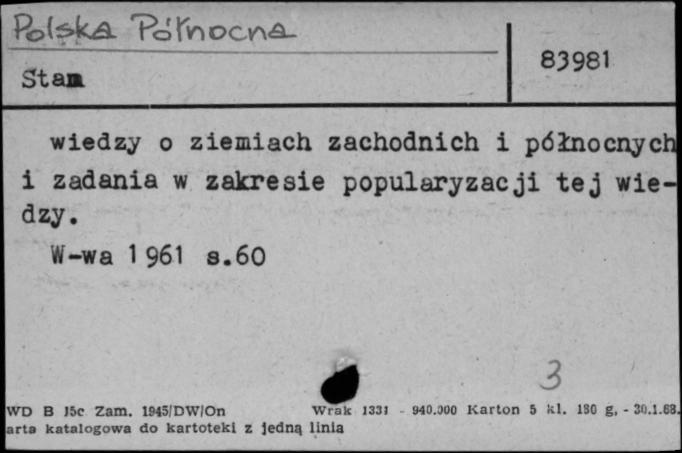 Polska Północna
83981
Stan
wiedzy o ziemiach zachodnich i północnych
i zadania w zakresie popularyzacji tej wie-
dzy.
W-wa 1961 s.60
3
WD B 15c Zam. 1945/DW/On Wrak 1331 - 940.000 Karton 5 kl. 180 g, - 30.1.68.
arta katalogowa do kartoteki z jedną linia